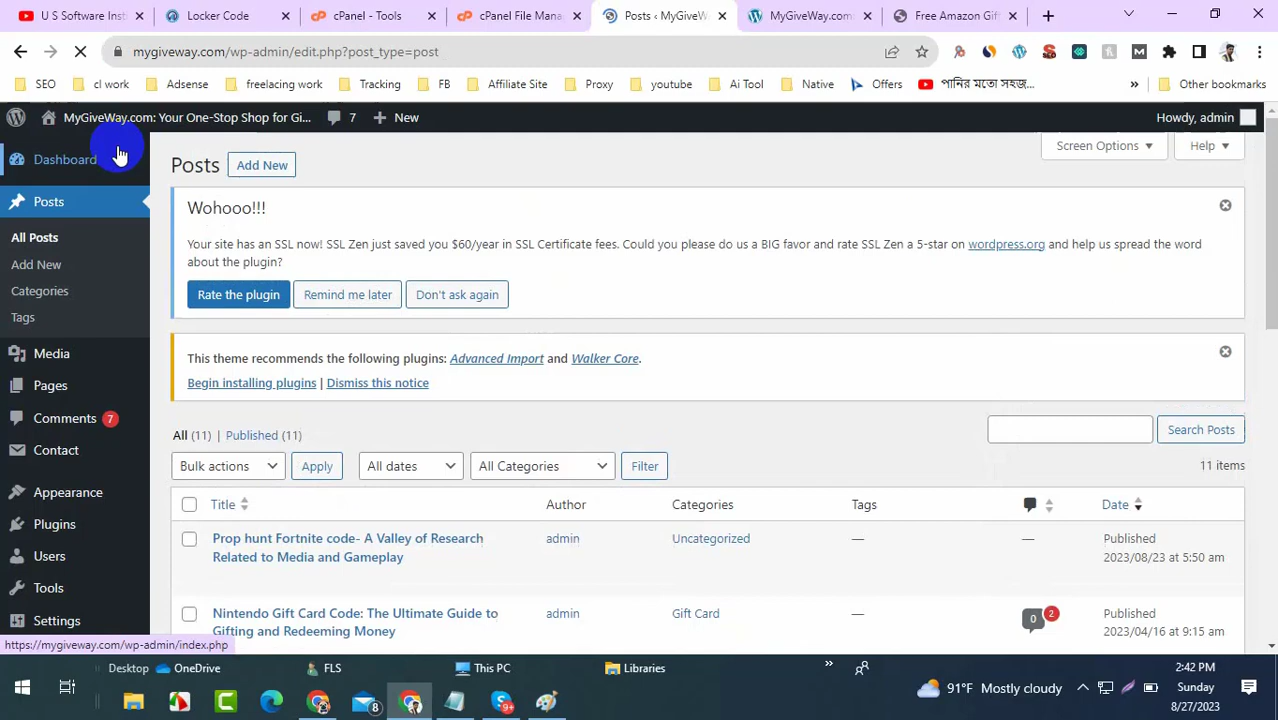 U S Software Inst
Locker Code
cPanel - Tools
cPanel File Mana
Posts ‹ MyGiveW
MyGiveWay.com:
Free Amazon Gif
mygiveway.com/wp-admin/edit.php?post_type=post
SEO
cl work
Adsense
freelacing work
Tracking
FB
Affiliate Site
Proxy
youtube
Ai Tool
Native
Offers
পানির মতো সহজ...
»
Other bookmarks
MyGiveWay.com: Your One-Stop Shop for Gi...
7
New
Howdy, admin
Dashboard
Posts
Add New
Screen Options
Help
Posts
All Posts
Add New
Categories
Tags
Media
Pages
Comments 7
Contact
Appearance
Plugins
Users
Tools
Settings
Wohooo!!!
Your site has an SSL now! SSL Zen just saved you $60/year in SSL Certificate fees. Could you please do us a BIG favor and rate SSL Zen a 5-star on wordpress.org and help us spread the word
about the plugin?
Rate the plugin
Remind me later
Don't ask again
This theme recommends the following plugins: Advanced Import and Walker Core.
Begin installing plugins | Dismiss this notice
All (11) | Published (11)
Search Posts
Bulk actions
Apply
All dates
All Categories
Filter
11 items
Title
Author
Categories
Tags
Date
Prop hunt Fortnite code- A Valley of Research
Related to Media and Gameplay
admin
Uncategorized
—
—
Published
2023/08/23 at 5:50 am
Nintendo Gift Card Code: The Ultimate Guide to
Gifting and Redeeming Money
admin
Gift Card
—
0
2
Published
2023/04/16 at 9:15 am
https://mygiveway.com/wp-admin/index.php
Desktop
OneDrive
FLS
This PC
Libraries
»
2:42 PM
Sunday
8/27/2023
8
9+
91°F Mostly cloudy